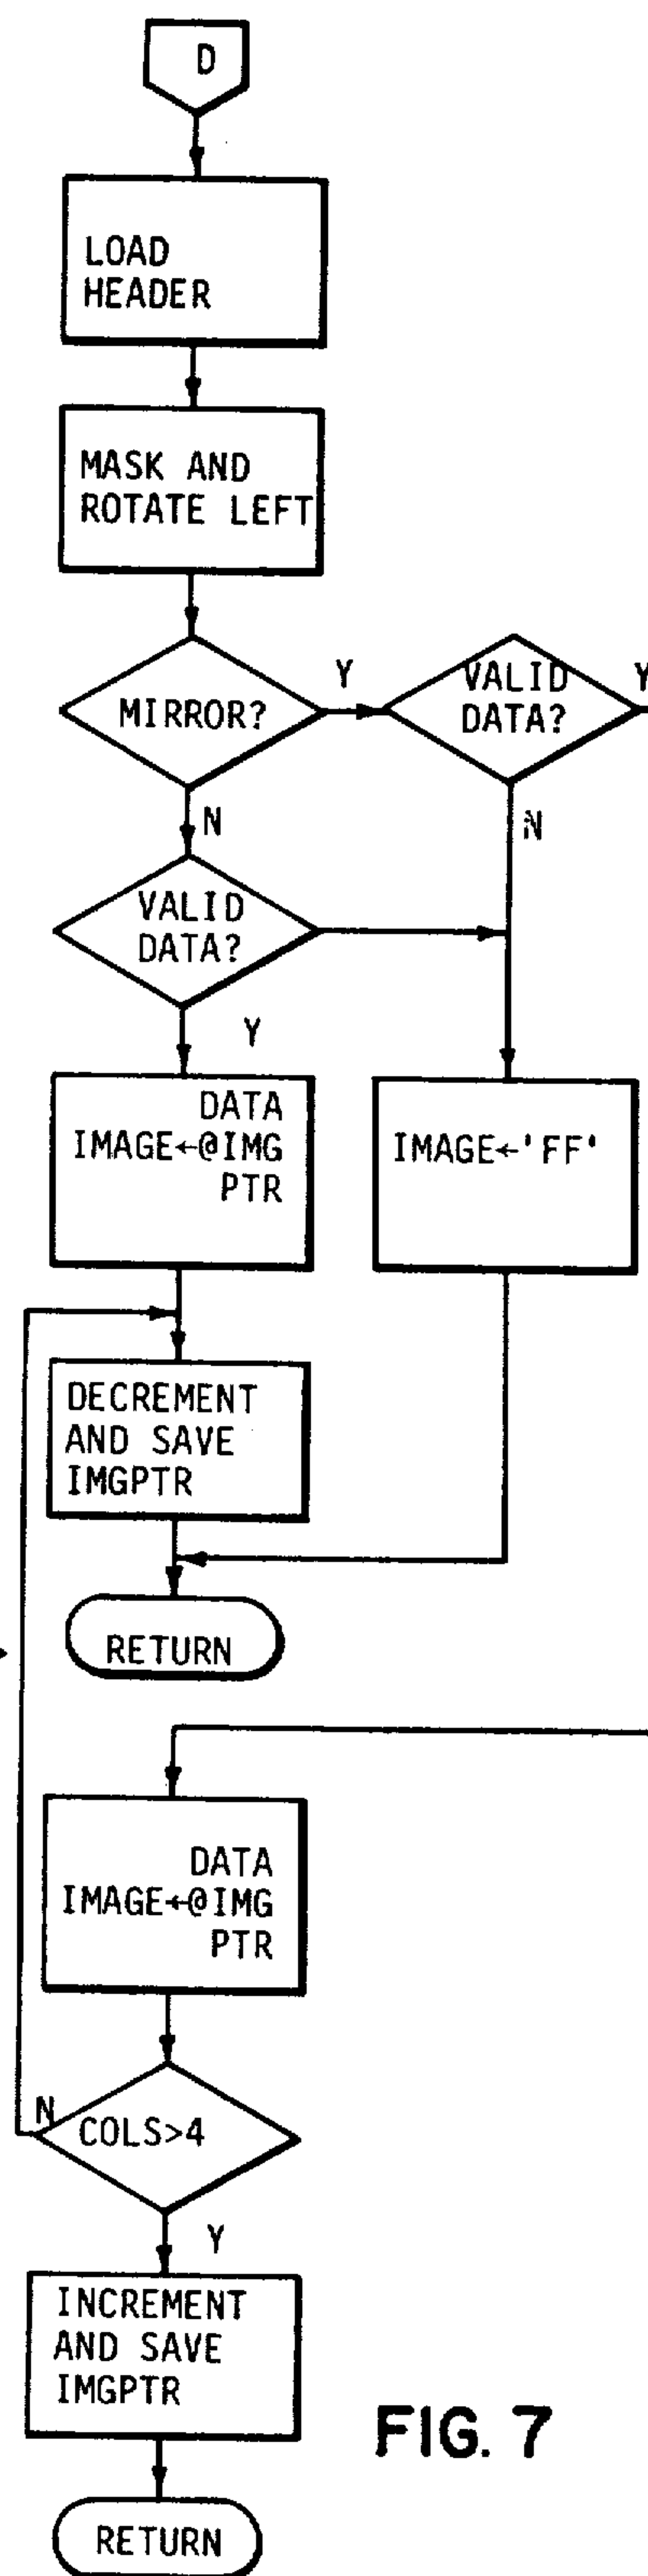 D
LOAD
HEADER
MASK AND
ROTATE LEFT
MIRROR?
Y
VALID
DATA?
Y
N
N
VALID
DATA?
Y
DATA
IMAGE←@IMG
PTR
IMAGE←'FF'
DECREMENT
AND SAVE
IMGPTR
RETURN
DATA
IMAGE←@IMG
PTR
N
COLS>4
Y
INCREMENT
AND SAVE
IMGPTR
RETURN
FIG. 7